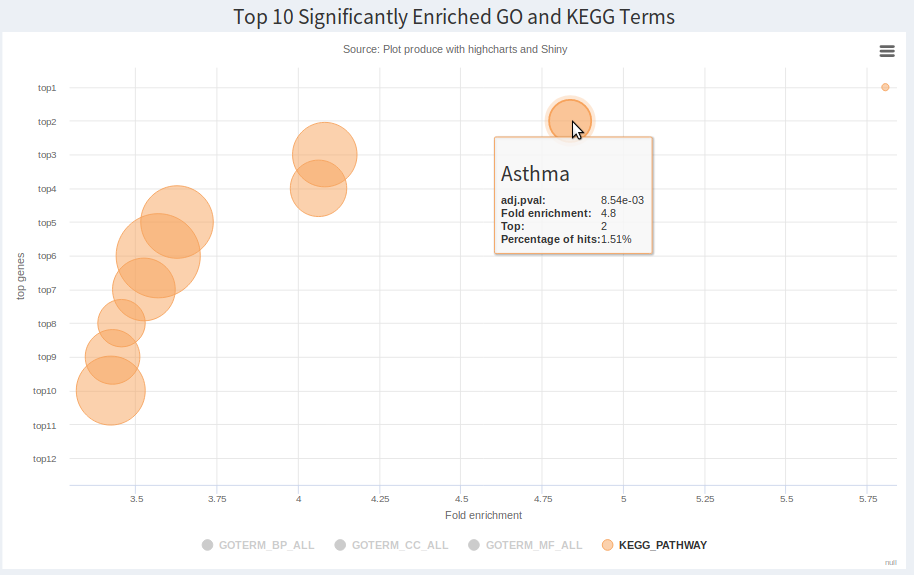 Top 10 Significantly Enriched GO and KEGG Terms
Source: Plot produce with highcharts and Shiny
top genes
top1
top2
top3
top4
top5
top6
top7
top8
top9
top10
top11
top12
Asthma
adj.pval: 8.54e-03
Fold enrichment: 4.8
Top: 2
Percentage of hits: 1.51%
3.5 3.75 4 4.25 4.5 4.75 5 5.25 5.5 5.75
Fold enrichment
GOTERM_BP_ALL GOTERM_CC_ALL GOTERM_MF_ALL KEGG_PATHWAY
null